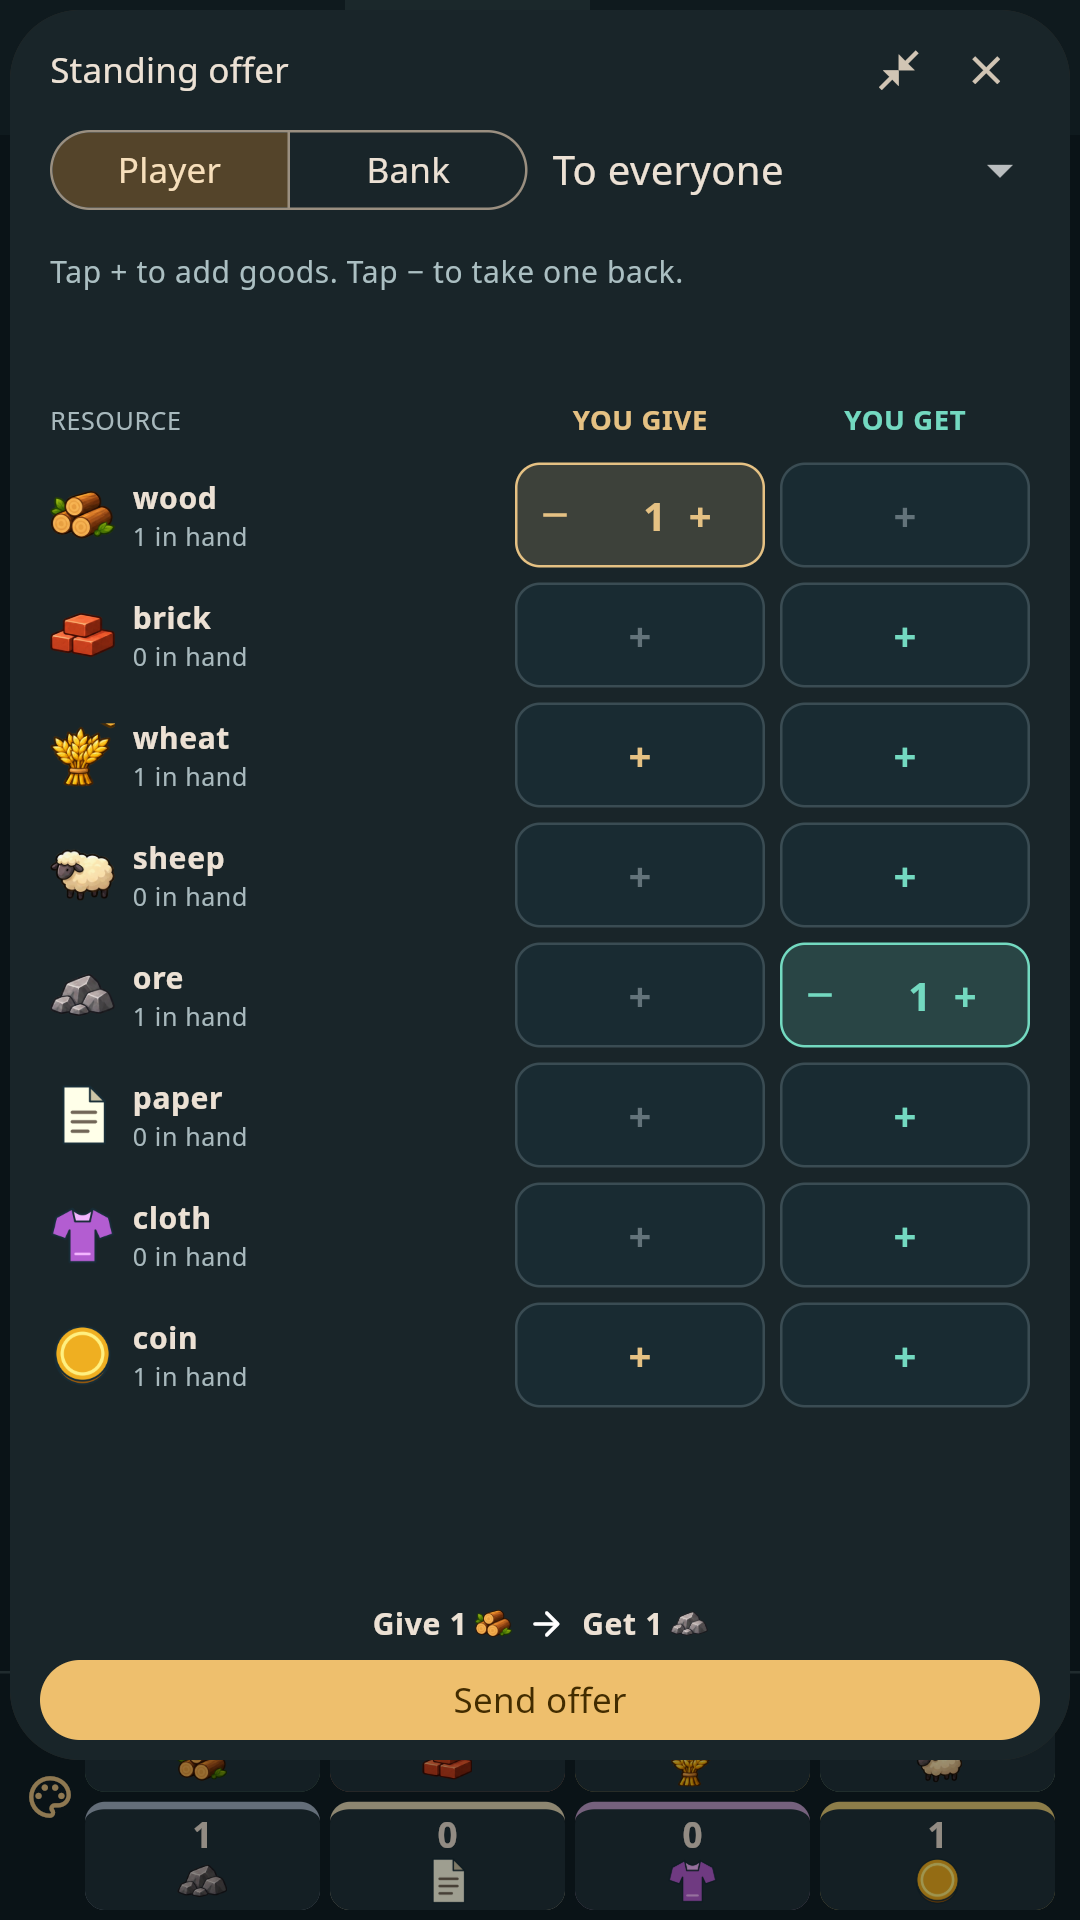 Standing offer
Player Bank To everyone
Tap + to add goods. Tap − to take one back.
RESOURCE YOU GIVE YOU GET
wood
1 in hand
− 1 + +
brick
0 in hand
+ +
wheat
1 in hand
+ +
sheep
0 in hand
+ +
ore
1 in hand
+ − 1 +
paper
0 in hand
+ +
cloth
0 in hand
+ +
coin
1 in hand
+ +
Give 1 → Get 1
Send offer
1 0 0 1